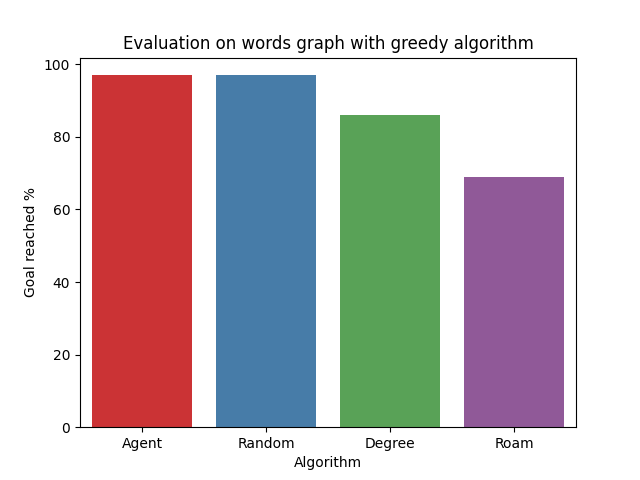 Evaluation on words graph with greedy algorithm
Goal reached %
100
80
60
40
20
0
Agent Random Degree Roam
Algorithm